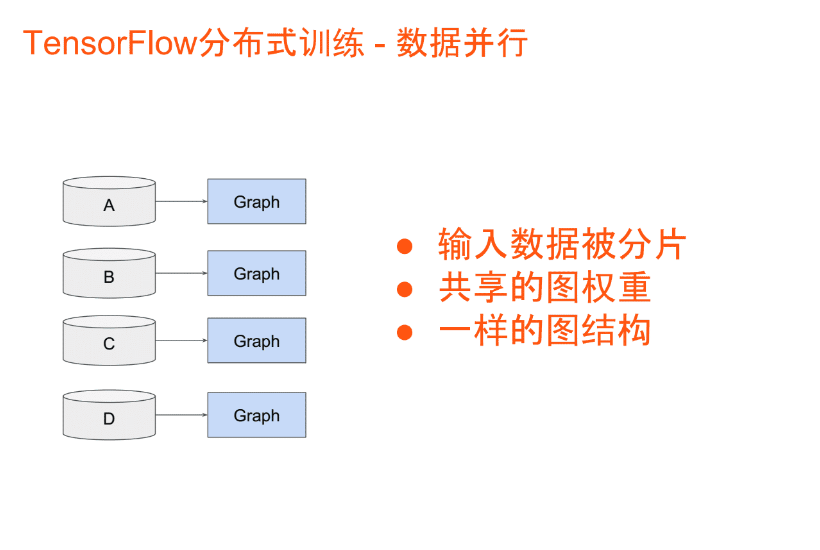 TensorFlow分布式训练 - 数据并行
A
Graph
B
Graph
C
Graph
D
Graph
● 输入数据被分片
● 共享的图权重
● 一样的图结构